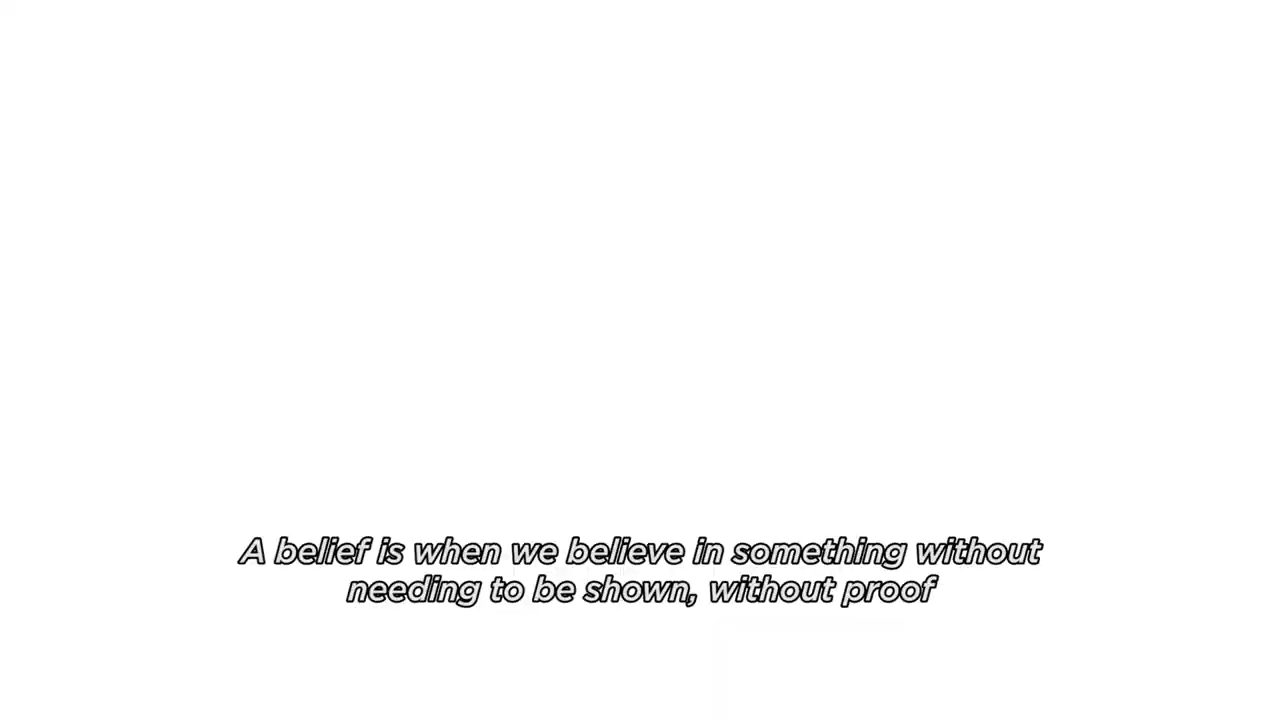 A belief is when we believe in something without
needing to be shown, without proof